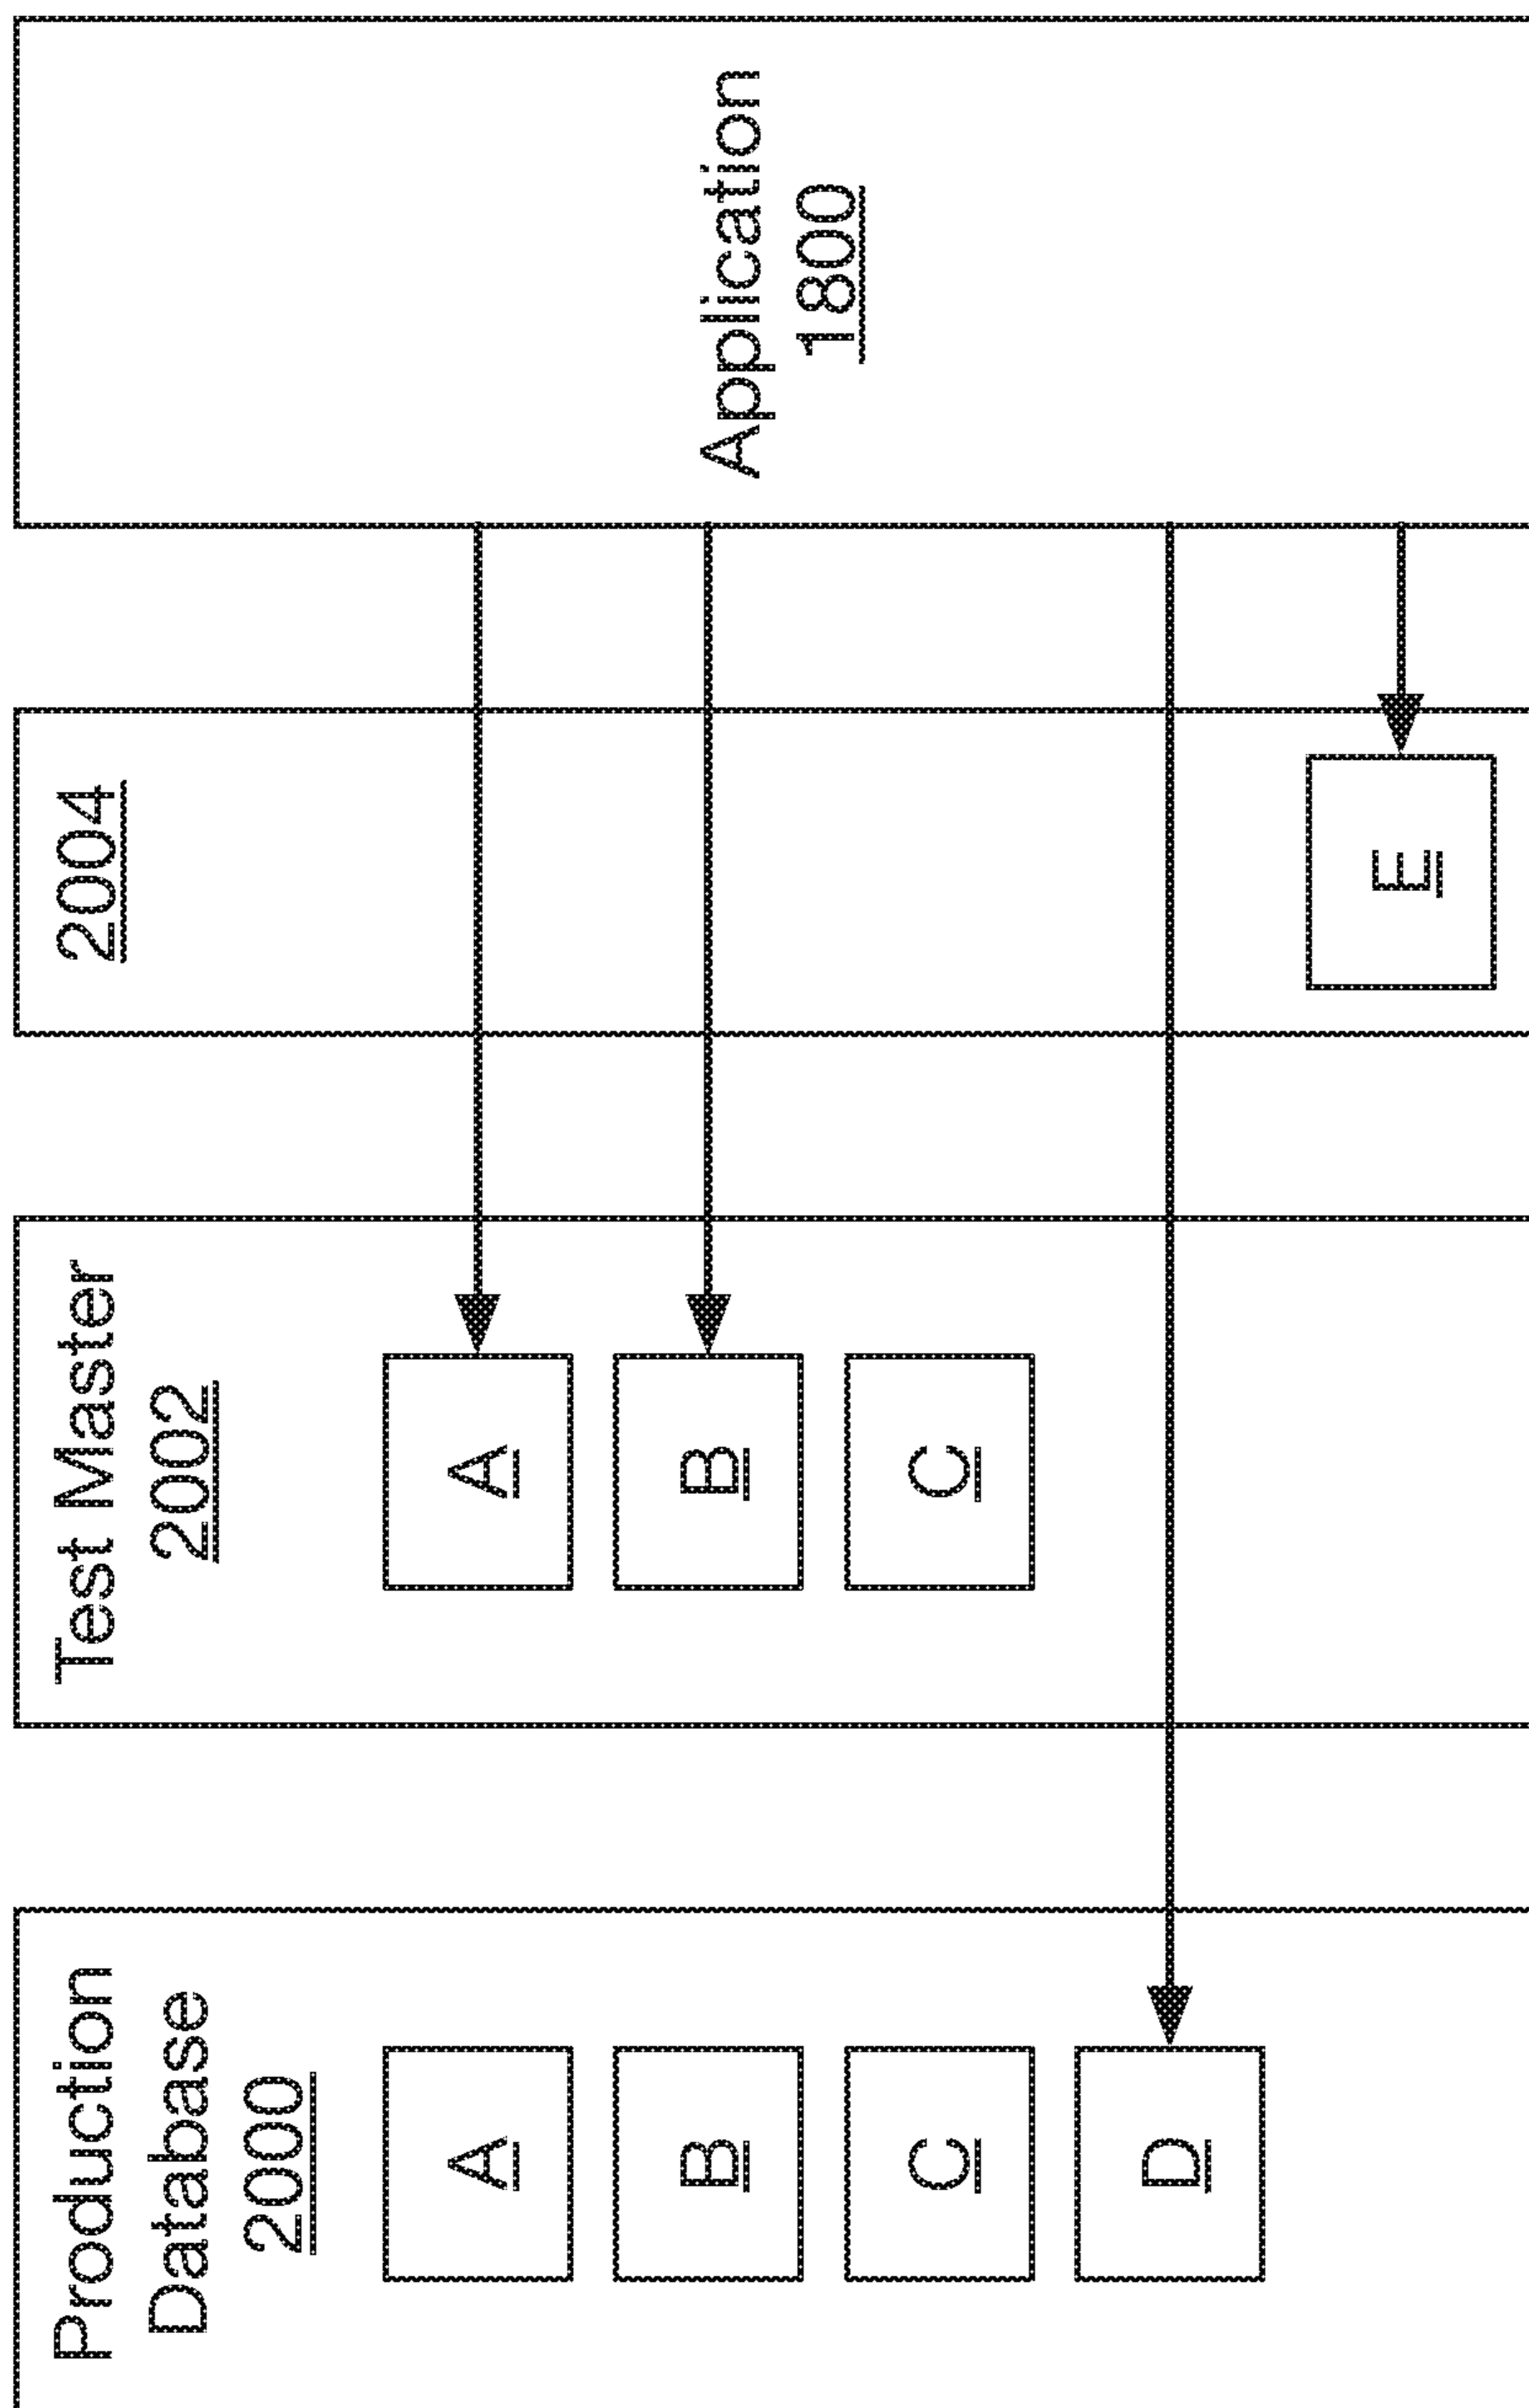 Production
Database
2000
A
B
C
D
Test Master
2002
A
B
C
2004
E
Application
1800